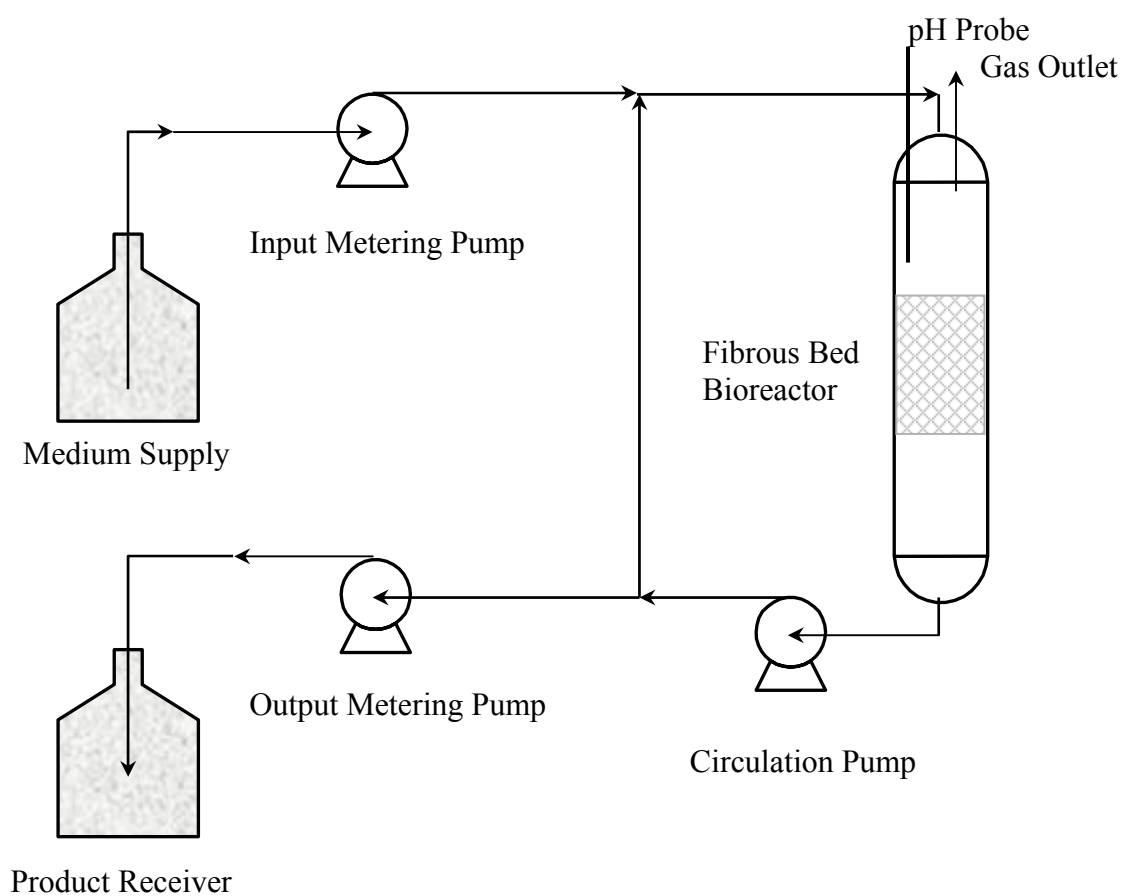 pH Probe
Gas Outlet
Input Metering Pump
Fibrous Bed
Bioreactor
Medium Supply
Output Metering Pump
Circulation Pump
Product Receiver